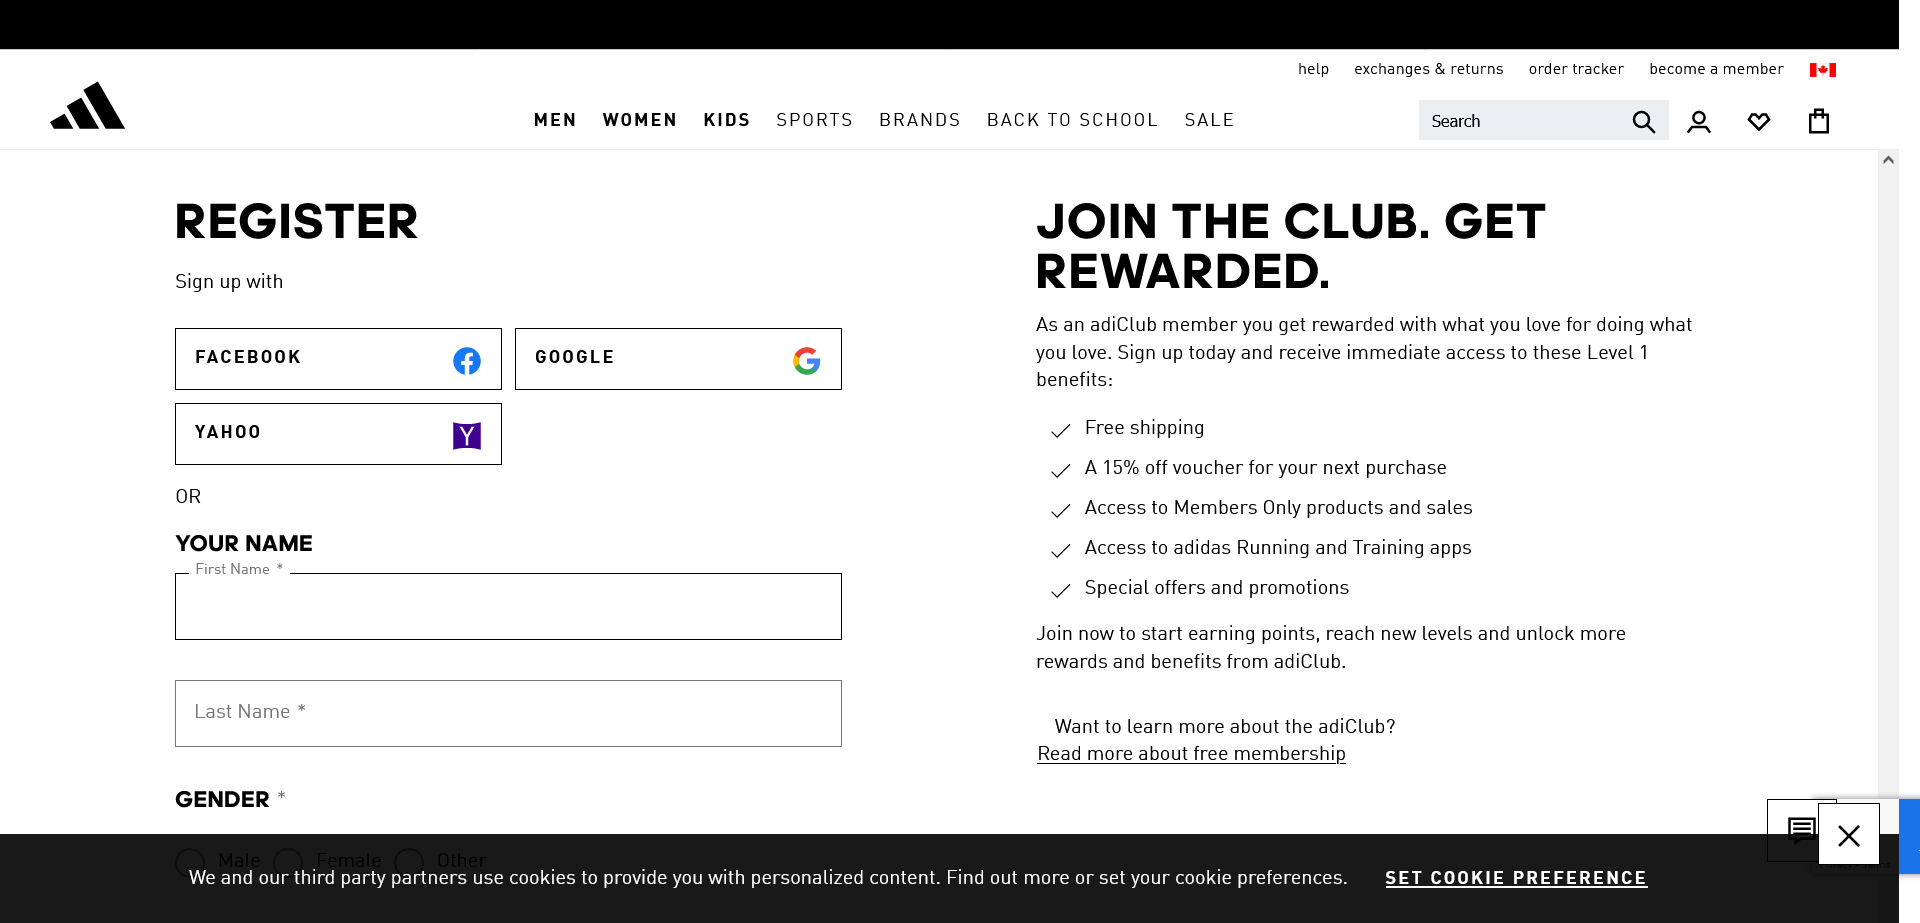 help exchanges & returns order tracker become a member
MEN WOMEN KIDS SPORTS BRANDS BACK TO SCHOOL SALE
Search
REGISTER
Sign up with
FACEBOOK
GOOGLE
YAHOO
OR
YOUR NAME
First Name *
Last Name *
GENDER *
Male Female Other
JOIN THE CLUB. GET
REWARDED.
As an adiClub member you get rewarded with what you love for doing what
you love. Sign up today and receive immediate access to these Level 1
benefits:
Free shipping
A 15% off voucher for your next purchase
Access to Members Only products and sales
Access to adidas Running and Training apps
Special offers and promotions
Join now to start earning points, reach new levels and unlock more
rewards and benefits from adiClub.
Want to learn more about the adiClub?
Read more about free membership
We and our third party partners use cookies to provide you with personalized content. Find out more or set your cookie preferences. SET COOKIE PREFERENCE